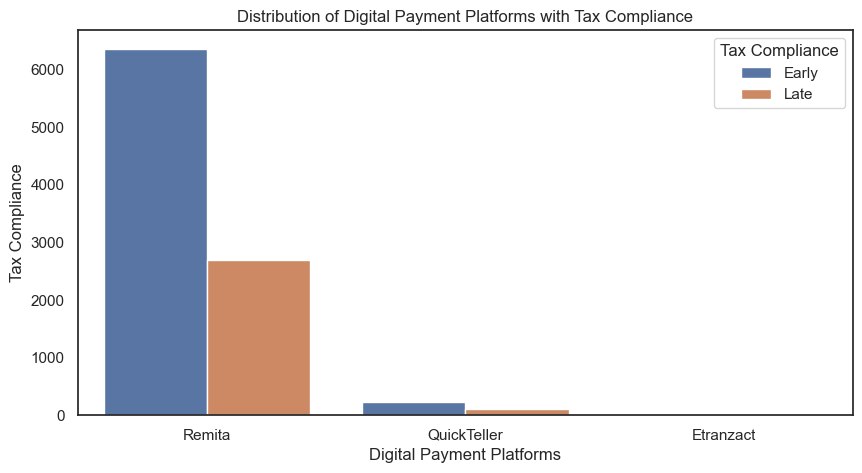 Distribution of Digital Payment Platforms with Tax Compliance
Tax Compliance
Early
Late
Tax Compliance
6000
5000
4000
3000
2000
1000
0
Remita
QuickTeller
Etranzact
Digital Payment Platforms